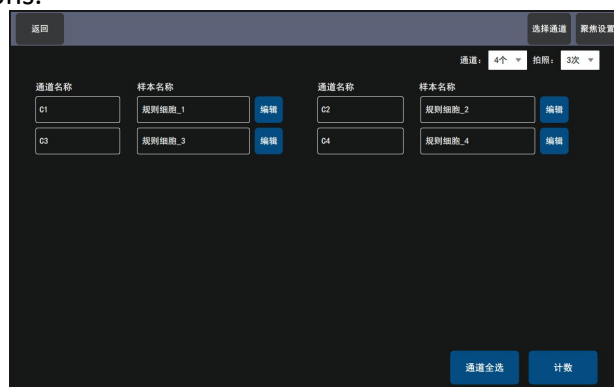 ons.
返回 选择通道 聚焦设置
通道: 4个 拍照: 3次
通道名称 样本名称 通道名称 样本名称
C1 规则细胞_1 编辑 C2 规则细胞_2 编辑
C3 规则细胞_3 编辑 C4 规则细胞_4 编辑
通道全选 计数